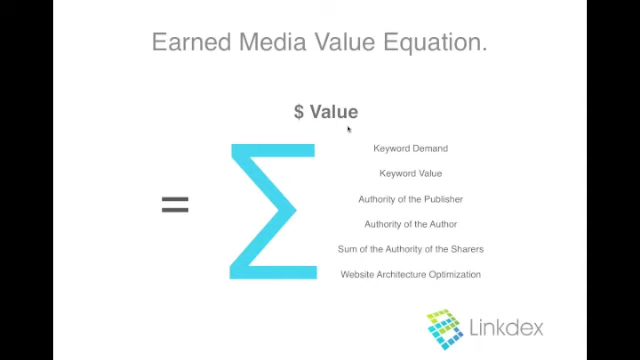 Earned Media Value Equation.
$ Value
= Σ
Keyword Demand
Keyword Value
Authority of the Publisher
Authority of the Author
Sum of the Authority of the Sharers
Website Architecture Optimization
Linkdex